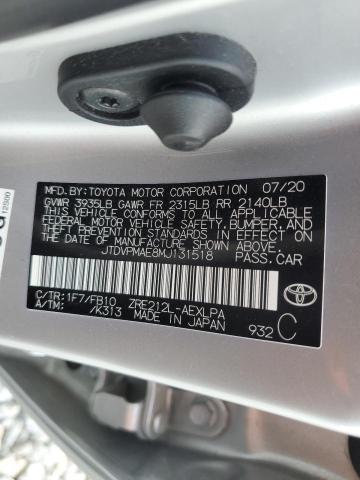 MFD.BY:TOYOTA MOTOR CORPORATION 07/20
GVWR 3935LB GAWR FR 2315LB RR 2140LB
THIS VEHICLE CONFORMS TO ALL APPLICABLE
FEDERAL MOTOR VEHICLE SAFETY, BUMPER, AND
THEFT PREVENTION STANDARDS IN EFFECT ON
THE DATE OF MANUFACTURE SHOWN ABOVE.
JTDVPMAE8MJ131518 PASS.CAR
C/TR:1F7/FB10 ZRE212L-AEXLPA
A/TM: /K313 MADE IN JAPAN 932 C
TOYOTA
12S00